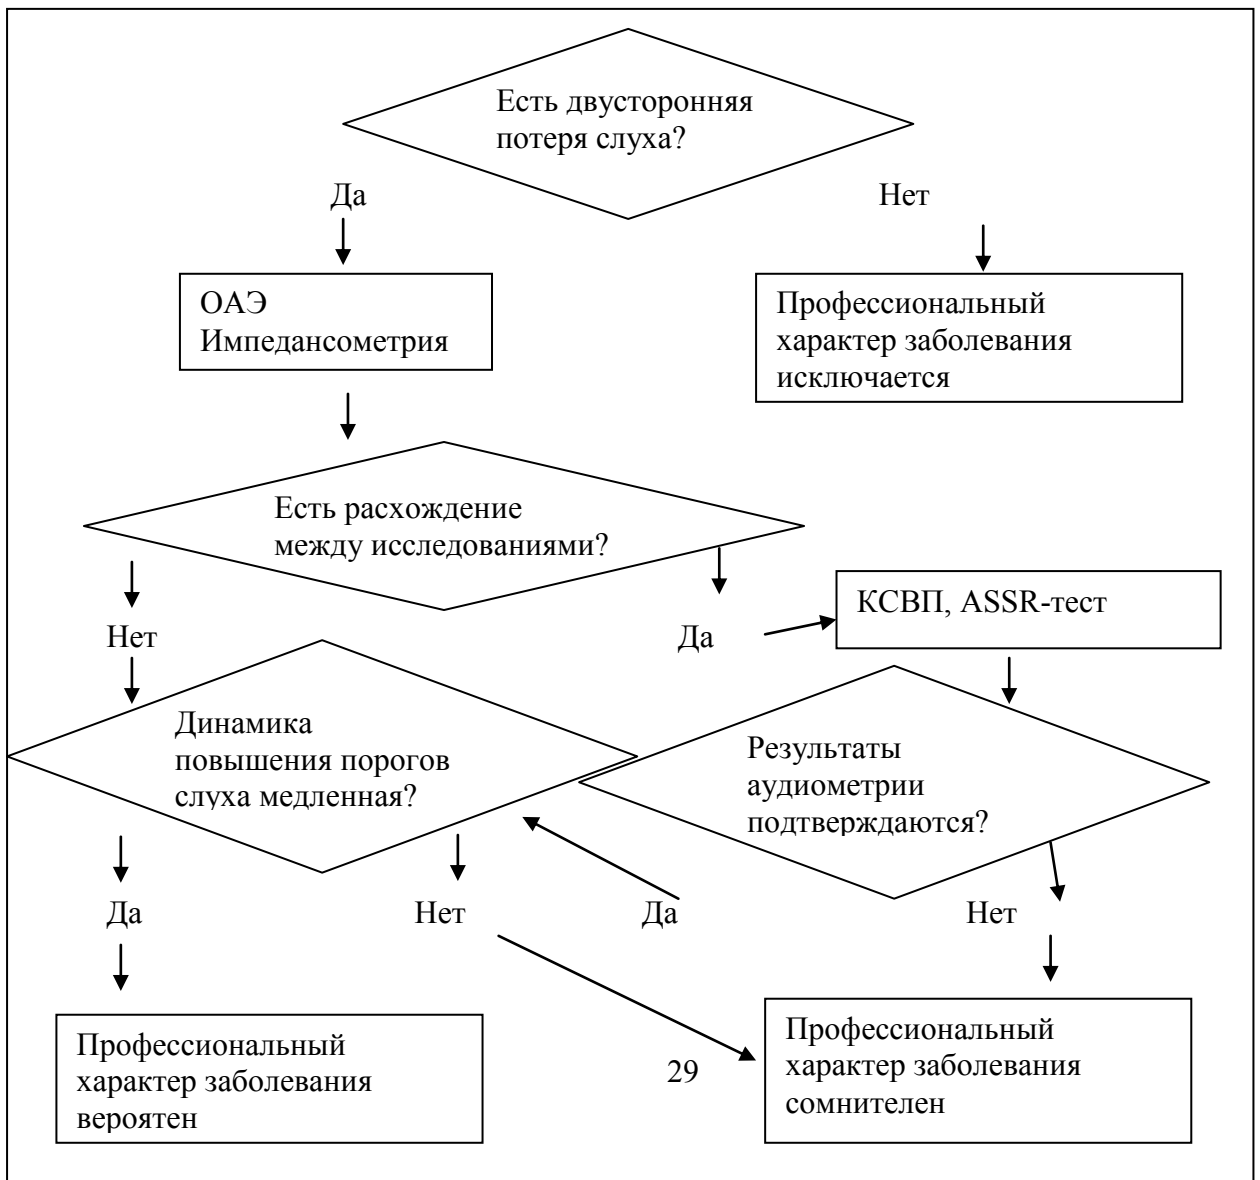 Есть двусторонняя
потеря слуха?
Да
Нет
ОАЭ
Импедансометрия
Профессиональный
характер заболевания
исключается
Есть расхождение
между исследованиями?
КСВП, ASSR-тест
Нет
Да
Динамика
повышения порогов
слуха медленная?
Результаты
аудиометрии
подтверждаются?
Да
Нет
Да
Нет
Профессиональный
характер заболевания
вероятен
29
Профессиональный
характер заболевания
сомнителен